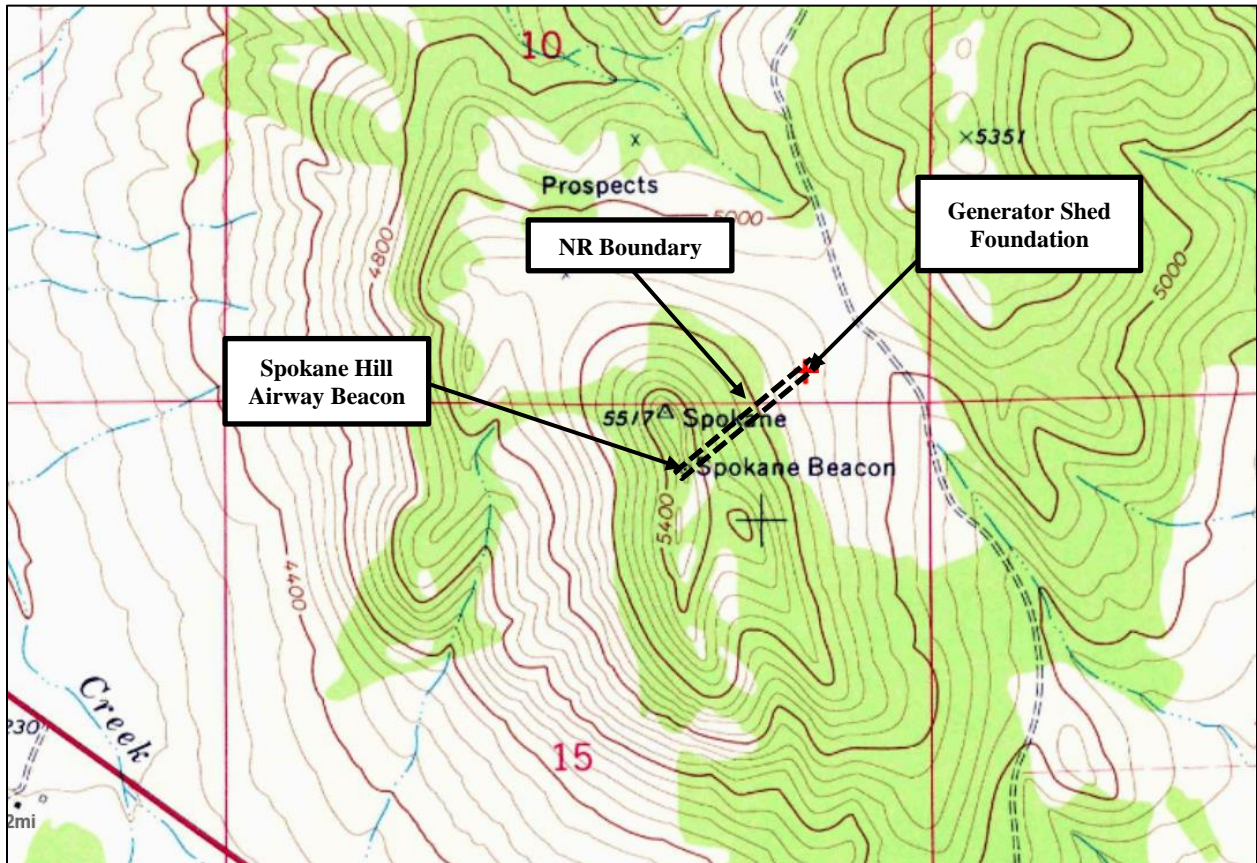 10
×5351
Prospects
Generator Shed
Foundation
5000
NR Boundary
4800
5000
Spokane Hill
Airway Beacon
5517 Spokane
Spokane Beacon
5400
4400
Creek
230
15
2mi